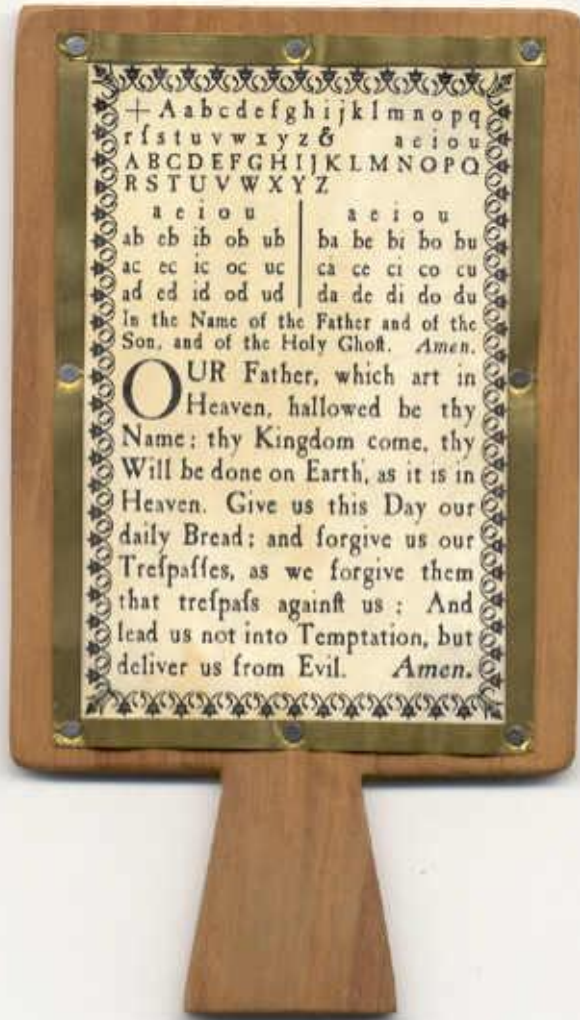 + A a b c d e f g h i j k l m n o p q
r ſ s t u v w x y z & a e i o u
A B C D E F G H I J K L M N O P Q
R S T U V W X Y Z
a e i o u a e i o u
ab eb ib ob ub ba be bi bo bu
ac ec ic oc uc ca ce ci co cu
ad ed id od ud da de di do du
In the Name of the Father and of the
Son, and of the Holy Ghoſt. Amen.
OUR Father, which art in
Heaven, hallowed be thy
Name; thy Kingdom come, thy
Will be done on Earth, as it is in
Heaven. Give us this Day our
daily Bread; and forgive us our
Treſpaſſes, as we forgive them
that treſpaſs againſt us : And
lead us not into Temptation, but
deliver us from Evil. Amen.